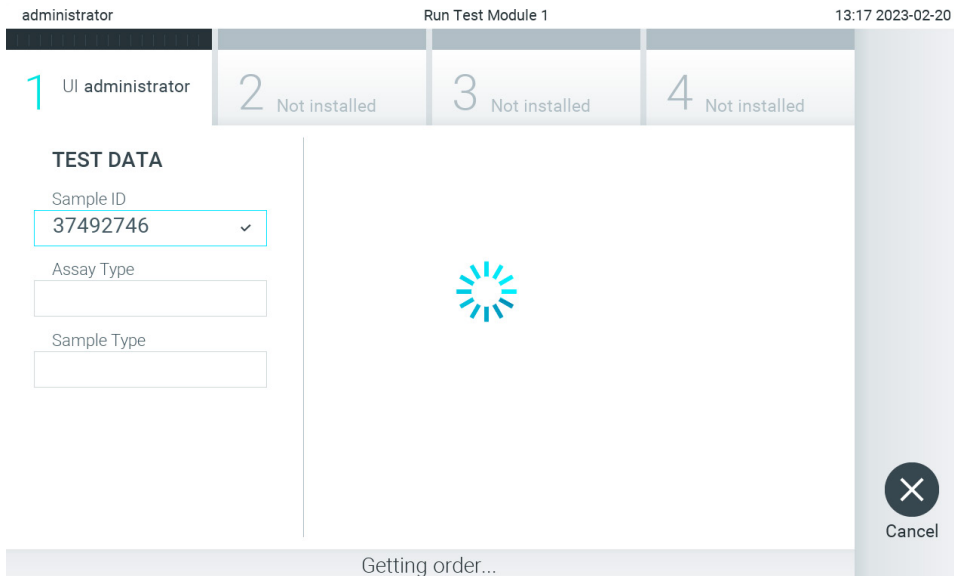 administrator Run Test Module 1 13:17 2023-02-20
1 UI administrator 2 Not installed 3 Not installed 4 Not installed
TEST DATA
Sample ID
37492746
Assay Type
Sample Type
Cancel
Getting order...